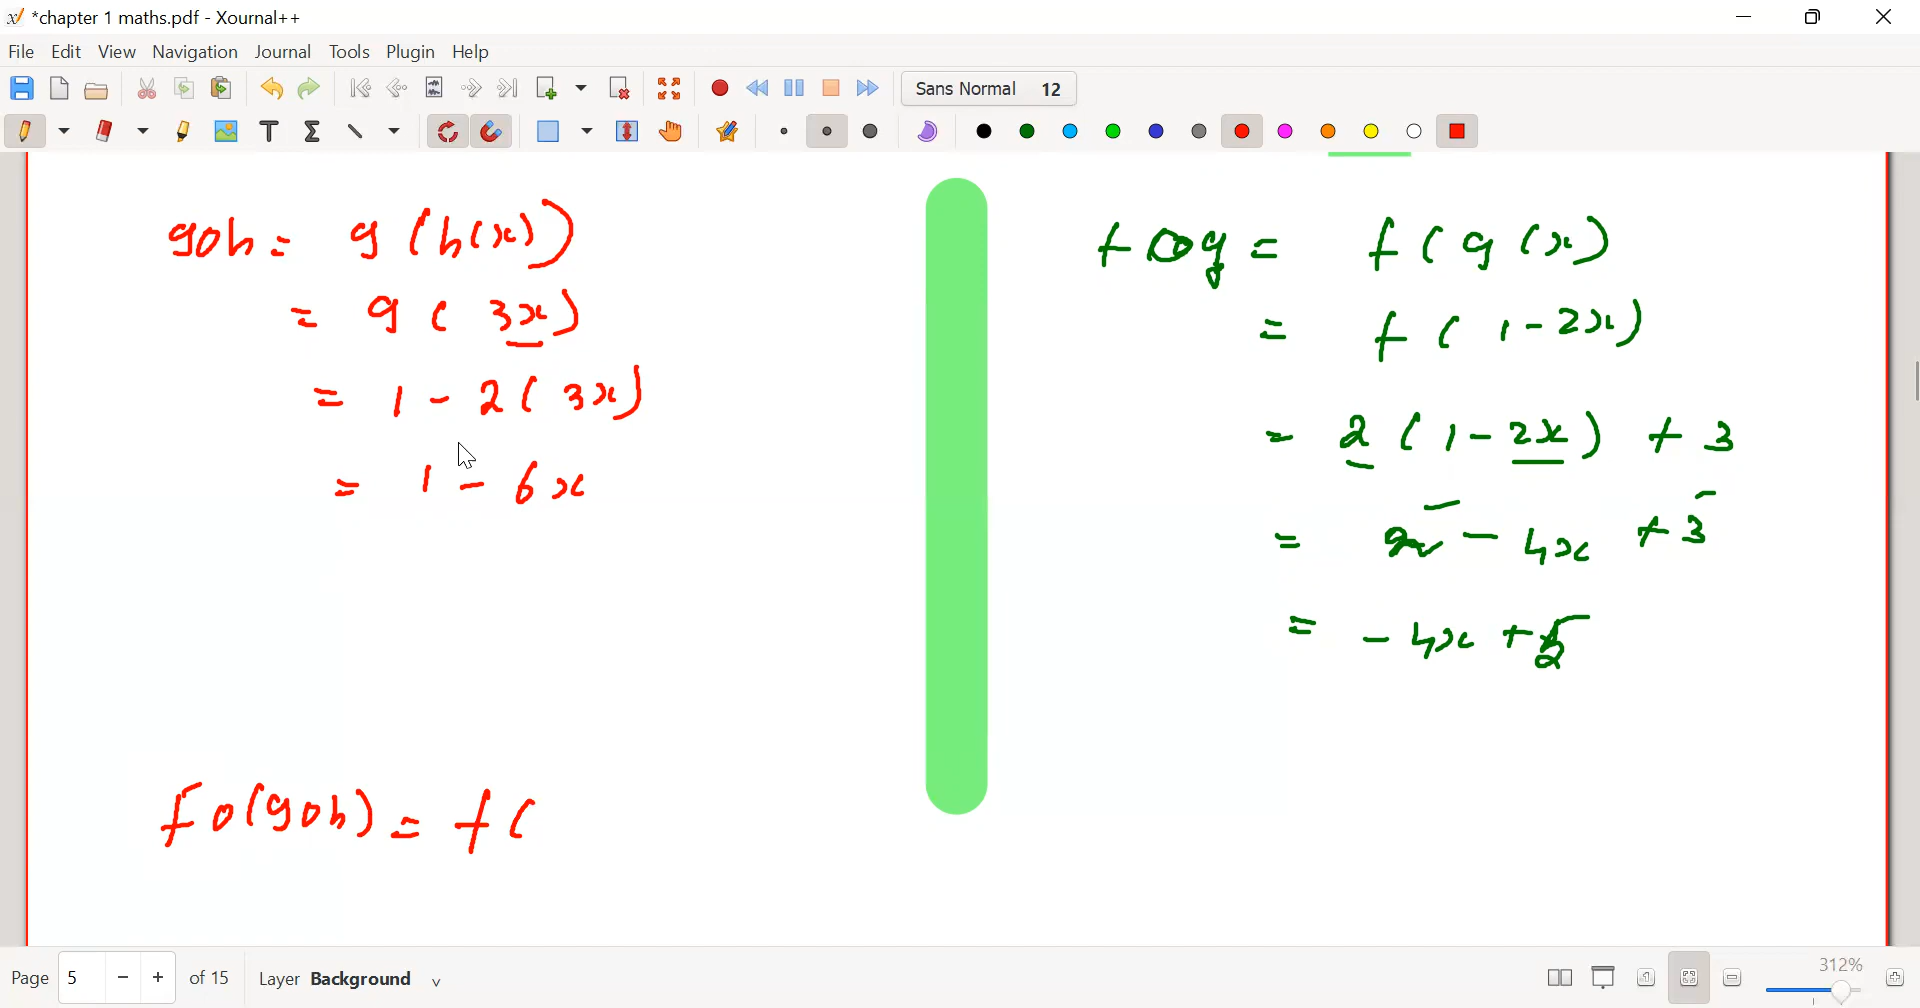 *chapter 1 maths.pdf - Xournal++
File Edit View Navigation Journal Tools Plugin Help
Sans Normal 12
goh = g (h(x))
= g ( 3x)
= 1 - 2 ( 3x)
= 1 - 6x
fo(goh) = f (
fog = f ( g (x)
= f ( 1 - 2x)
= 2 ( 1 - 2x ) + 3
= 2 - 4x + 3
= - 4x + 5
Page 5 - + of 15 Layer Background
312%